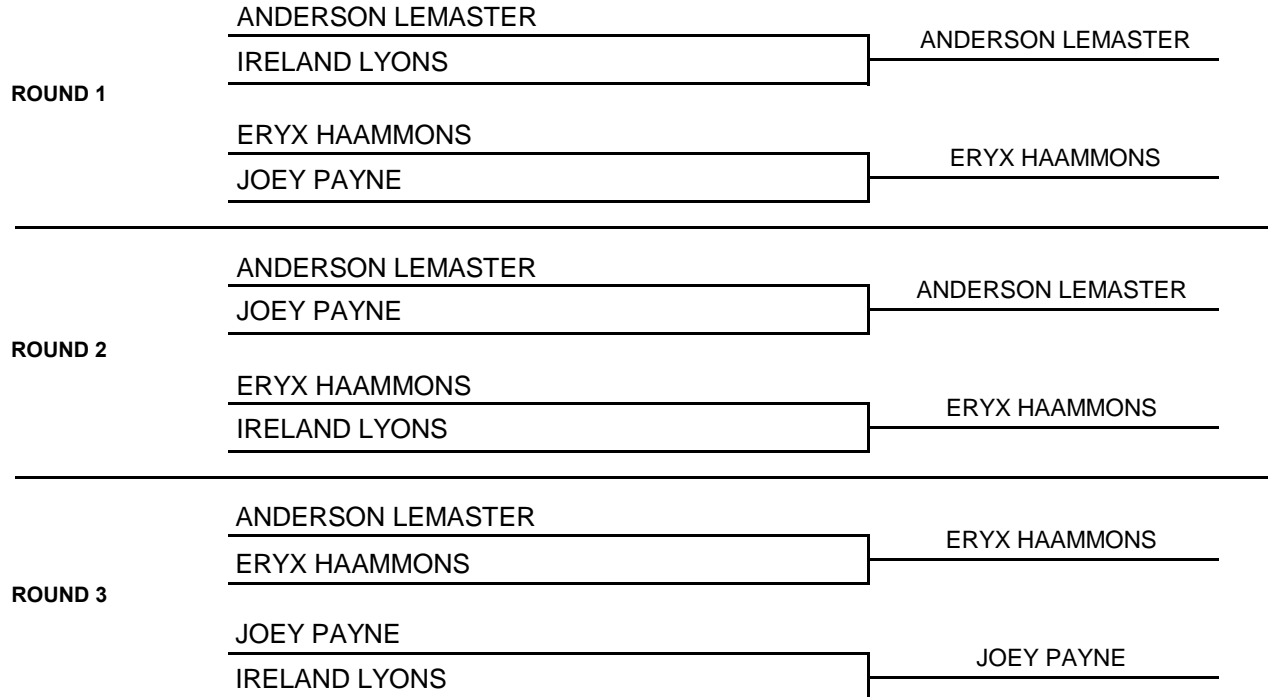 ANDERSON LEMASTER
ANDERSON LEMASTER
IRELAND LYONS
ROUND 1
ERYX HAAMMONS
ERYX HAAMMONS
JOEY PAYNE
ANDERSON LEMASTER
ANDERSON LEMASTER
JOEY PAYNE
ROUND 2
ERYX HAAMMONS
ERYX HAAMMONS
IRELAND LYONS
ANDERSON LEMASTER
ERYX HAAMMONS
ERYX HAAMMONS
ROUND 3
JOEY PAYNE
JOEY PAYNE
IRELAND LYONS